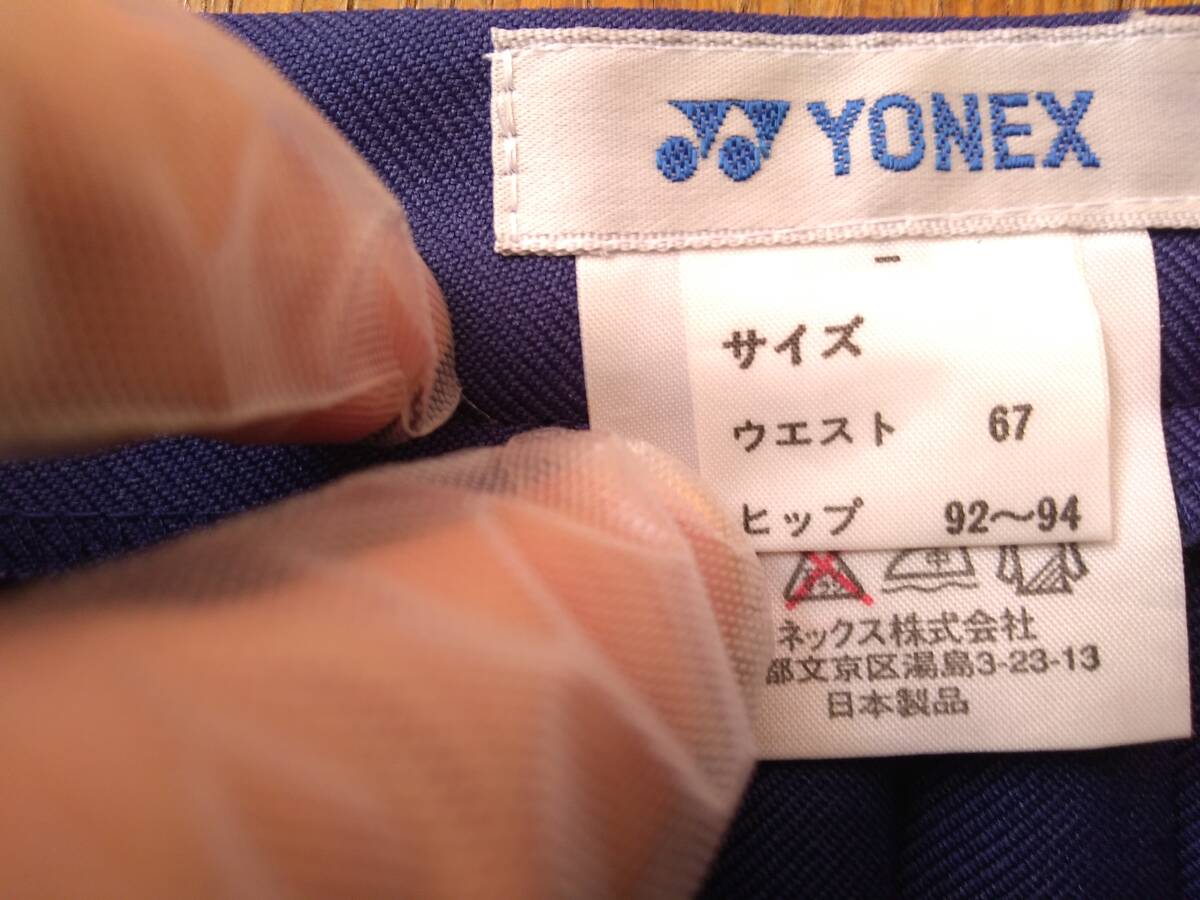 YONEX
サイズ
ウエスト 67
ヒップ 92～94
中
ネックス株式会社
都文京区湯島3-23-13
日本製品